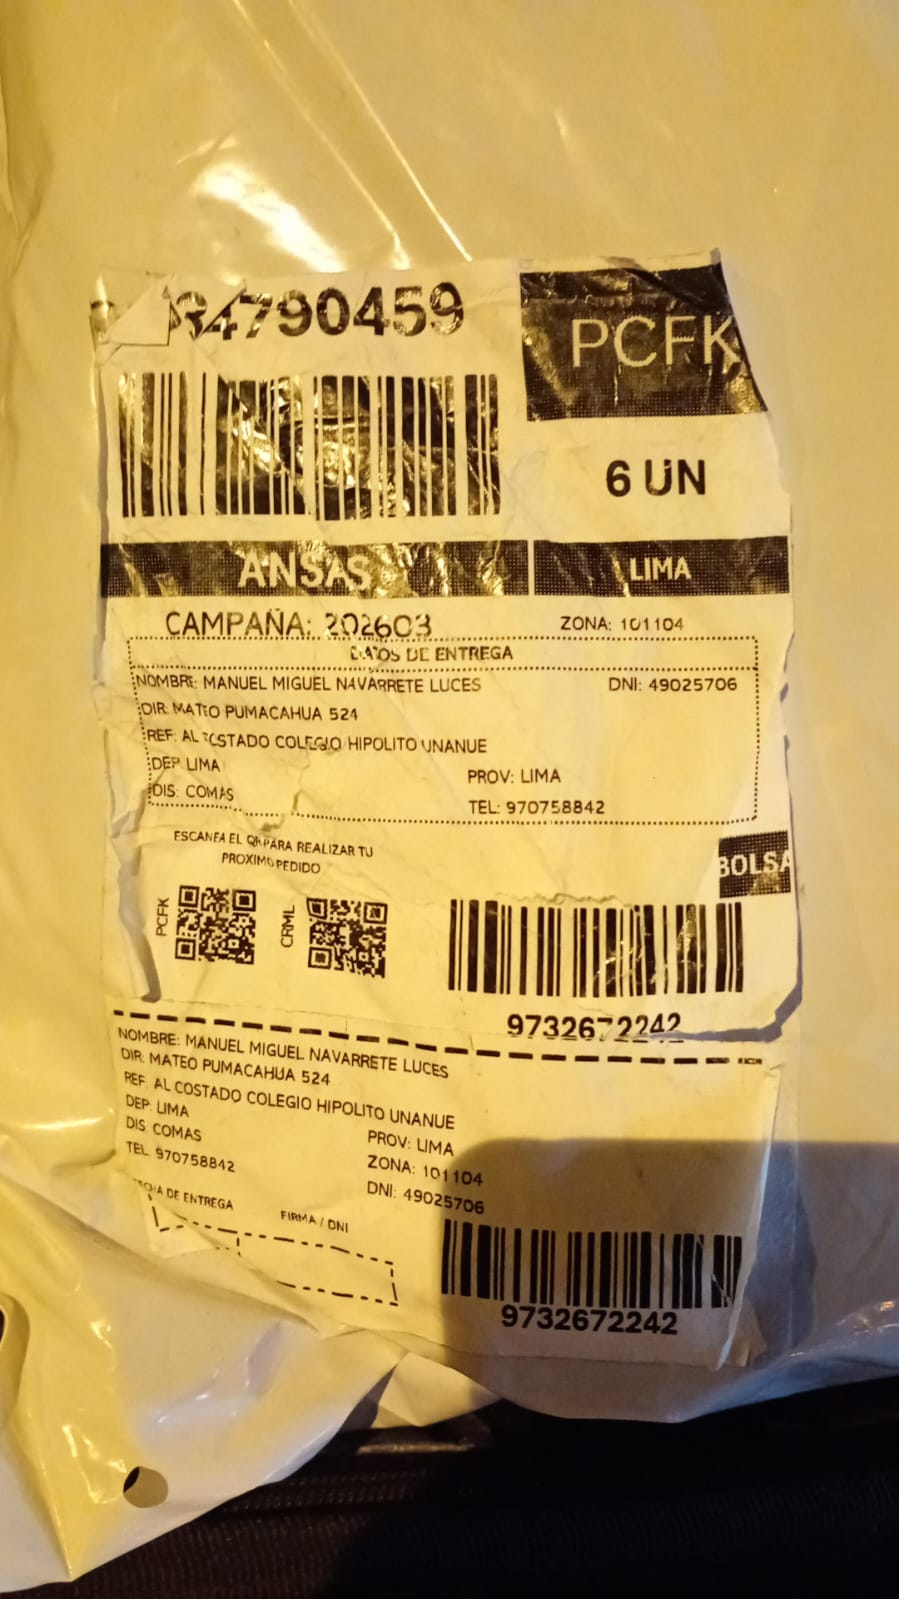 R4790459
PCFK
6 UN
ANSAS
LIMA
CAMPAÑA: 202603
ZONA: 101104
DATOS DE ENTREGA
NOMBRE: MANUEL MIGUEL NAVARRETE LUCES
DNI: 49025706
DIR: MATEO PUMACAHUA 524
REF: AL COSTADO COLEGIO HIPOLITO UNANUE
DEP: LIMA
PROV: LIMA
DIS: COMAS
TEL: 970758842
ESCANEA EL QR PARA REALIZAR TU
PROXIMO PEDIDO
BOLSA
PCFK
CRML
9732672242
NOMBRE: MANUEL MIGUEL NAVARRETE LUCES
DIR: MATEO PUMACAHUA 524
REF: AL COSTADO COLEGIO HIPOLITO UNANUE
DEP: LIMA
PROV: LIMA
DIS: COMAS
ZONA: 101104
TEL: 970758842
DNI: 49025706
FECHA DE ENTREGA
FIRMA / DNI
9732672242